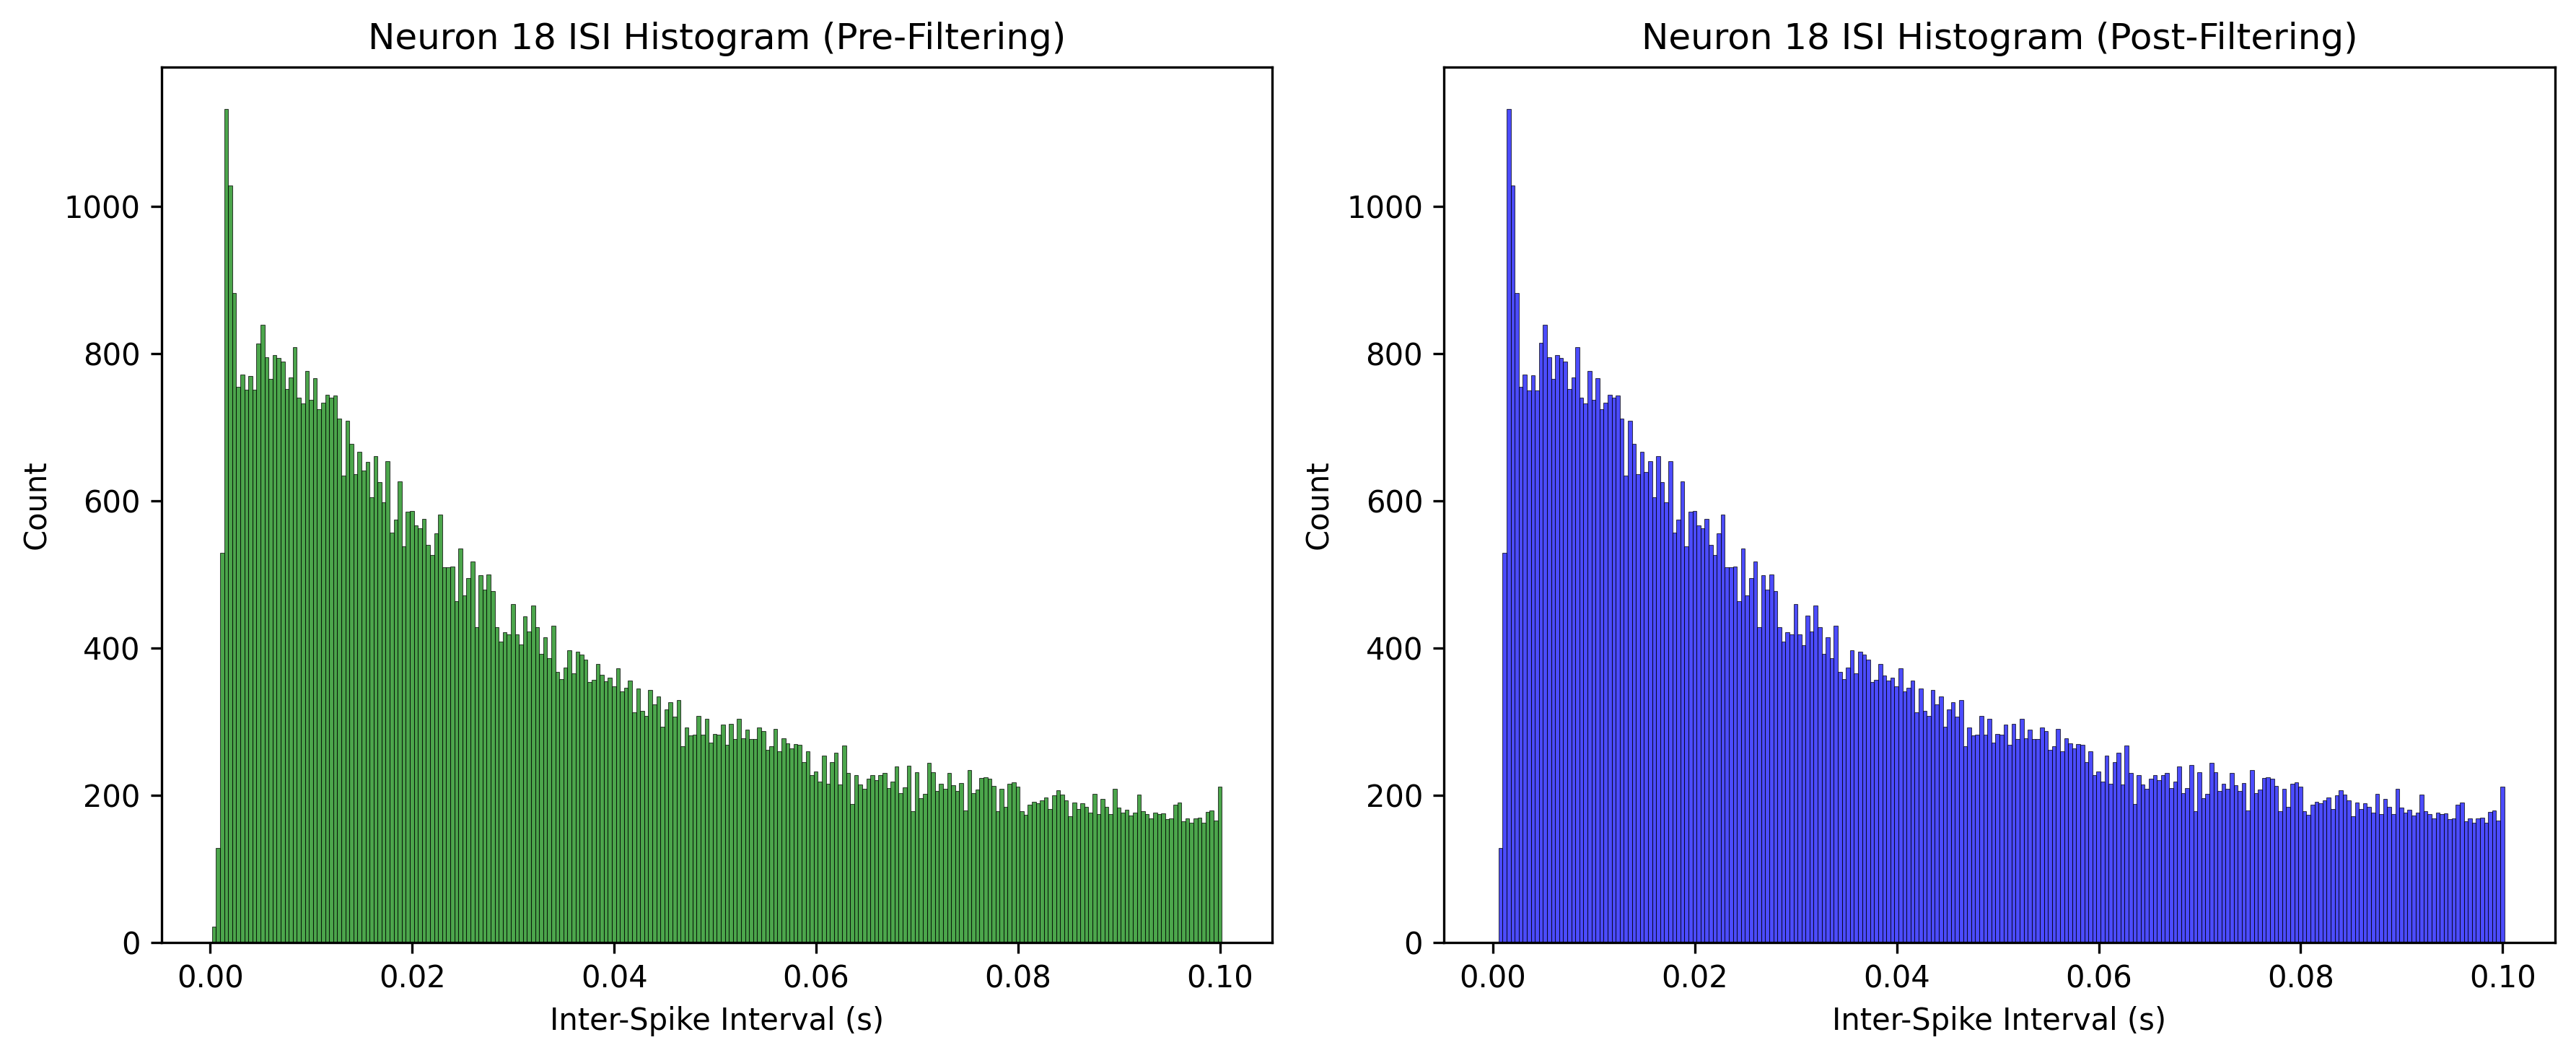 Neuron 18 ISI Histogram (Pre-Filtering)
Count
1000
800
600
400
200
0
0.00 0.02 0.04 0.06 0.08 0.10
Inter-Spike Interval (s)
Neuron 18 ISI Histogram (Post-Filtering)
Count
1000
800
600
400
200
0
0.00 0.02 0.04 0.06 0.08 0.10
Inter-Spike Interval (s)